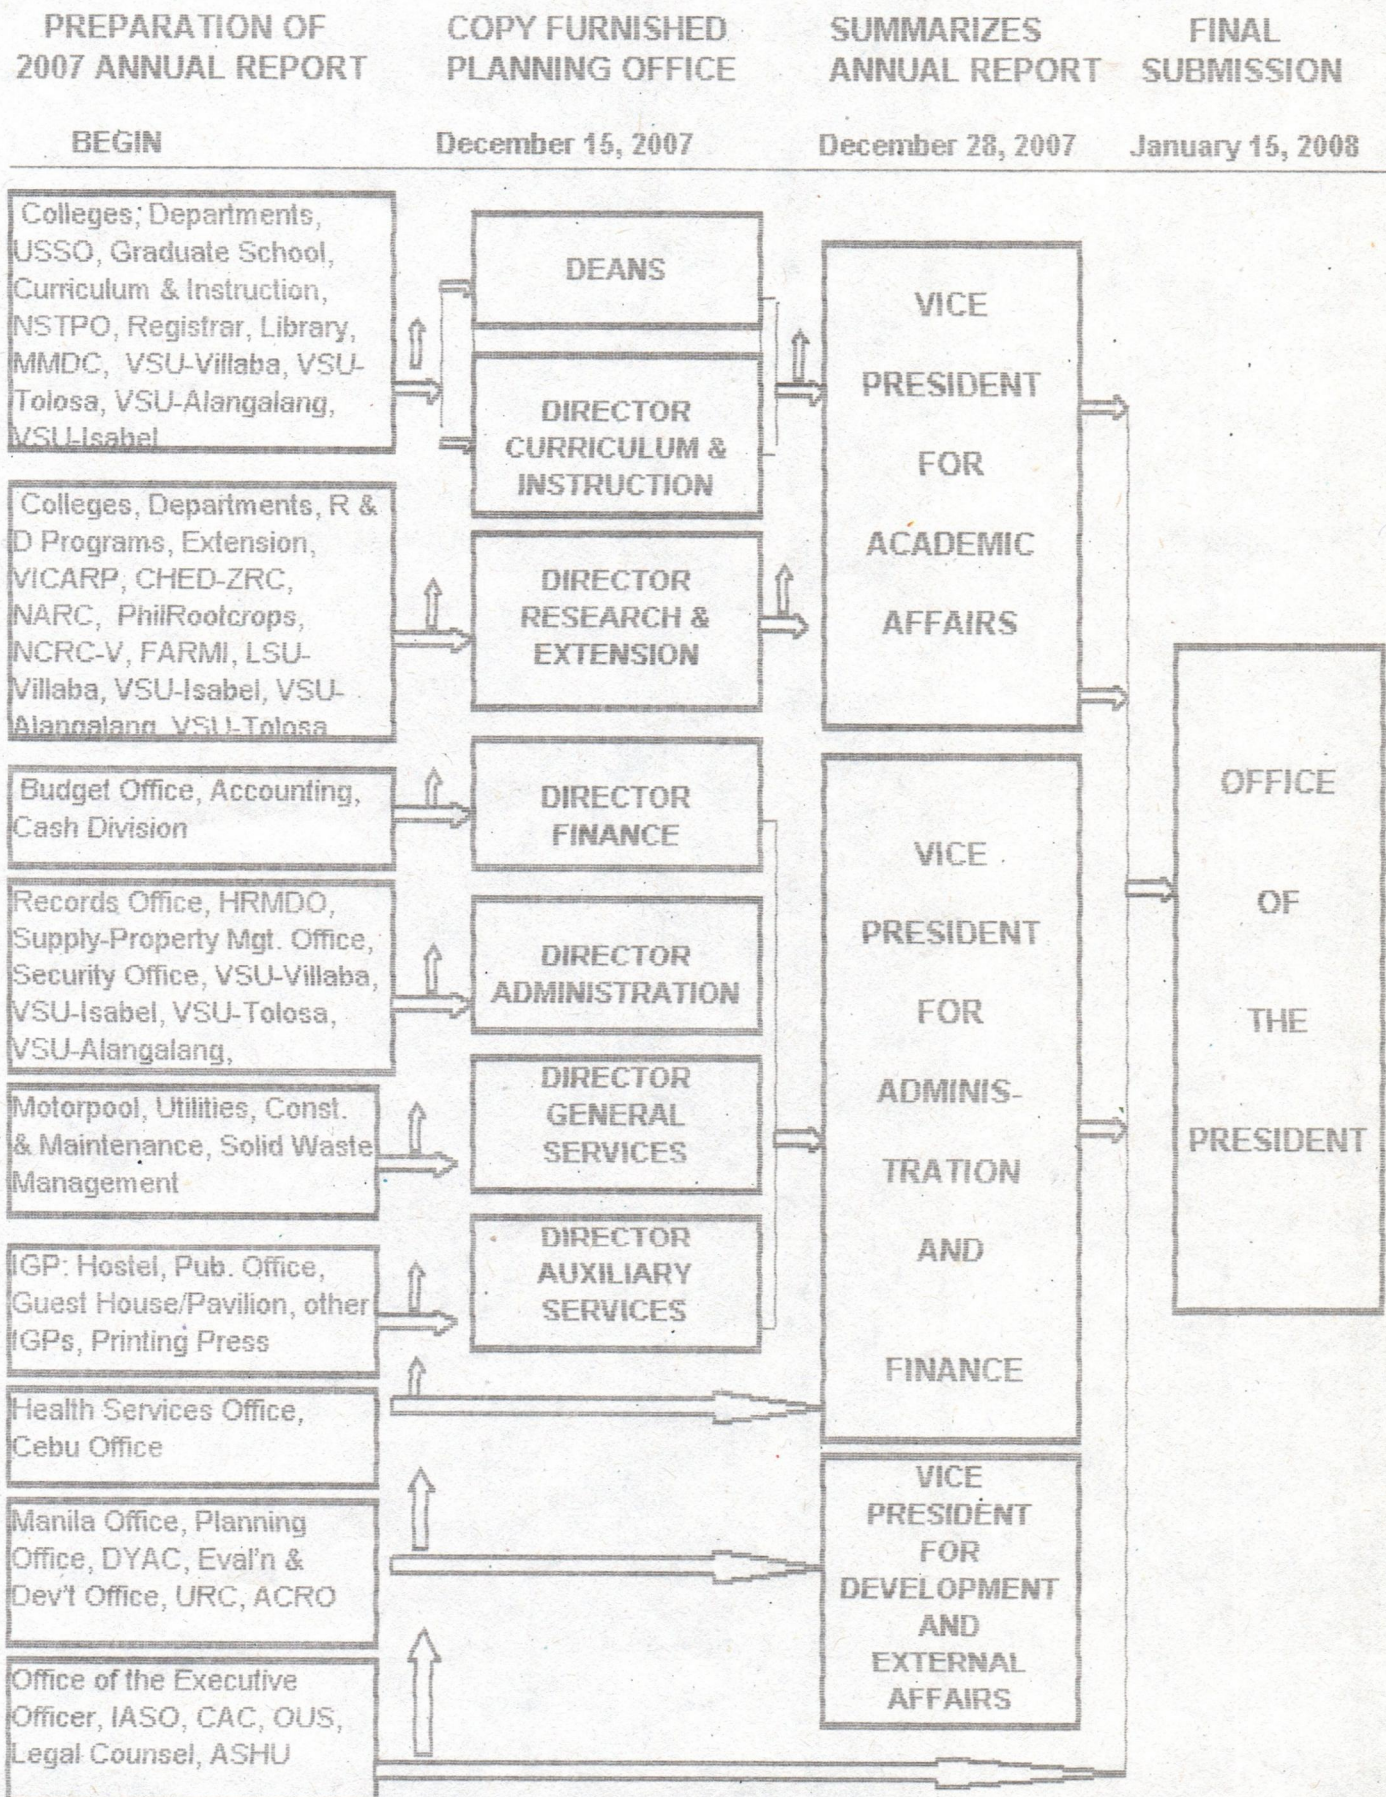 PREPARATION OF
2007 ANNUAL REPORT
COPY FURNISHED
PLANNING OFFICE
SUMMARIZES
ANNUAL REPORT
FINAL
SUBMISSION
BEGIN
December 15, 2007
December 28, 2007
January 15, 2008
Colleges, Departments,
USSO, Graduate School,
Curriculum & Instruction,
NSTPO, Registrar, Library,
MMDC, VSU-Villaba, VSU-
Tolosa, VSU-Alangalang,
VSU-Isabel
DEANS
DIRECTOR
CURRICULUM &
INSTRUCTION
VICE
PRESIDENT
FOR
ACADEMIC
AFFAIRS
Colleges, Departments, R &
D Programs, Extension,
VICARP, CHED-ZRC,
NARC, PhilRootcrops,
NCRC-V, FARMI, LSU-
Villaba, VSU-Isabel, VSU-
Alangalang, VSU-Tolosa
DIRECTOR
RESEARCH &
EXTENSION
Budget Office, Accounting,
Cash Division
DIRECTOR
FINANCE
Records Office, HRMDO,
Supply-Property Mgt. Office,
Security Office, VSU-Villaba,
VSU-Isabel, VSU-Tolosa,
VSU-Alangalang,
DIRECTOR
ADMINISTRATION
Motorpool, Utilities, Const.
& Maintenance, Solid Waste
Management
DIRECTOR
GENERAL
SERVICES
IGP: Hostel, Pub. Office,
Guest House/Pavilion, other
IGPs, Printing Press
DIRECTOR
AUXILIARY
SERVICES
Health Services Office,
Cebu Office
VICE
PRESIDENT
FOR
ADMINIS-
TRATION
AND
FINANCE
Manila Office, Planning
Office, DYAC, Eval'n &
Dev't Office, URC, ACRO
VICE
PRESIDENT
FOR
DEVELOPMENT
AND
EXTERNAL
AFFAIRS
Office of the Executive
Officer, IASO, CAC, OUS,
Legal Counsel, ASHU
OFFICE
OF
THE
PRESIDENT